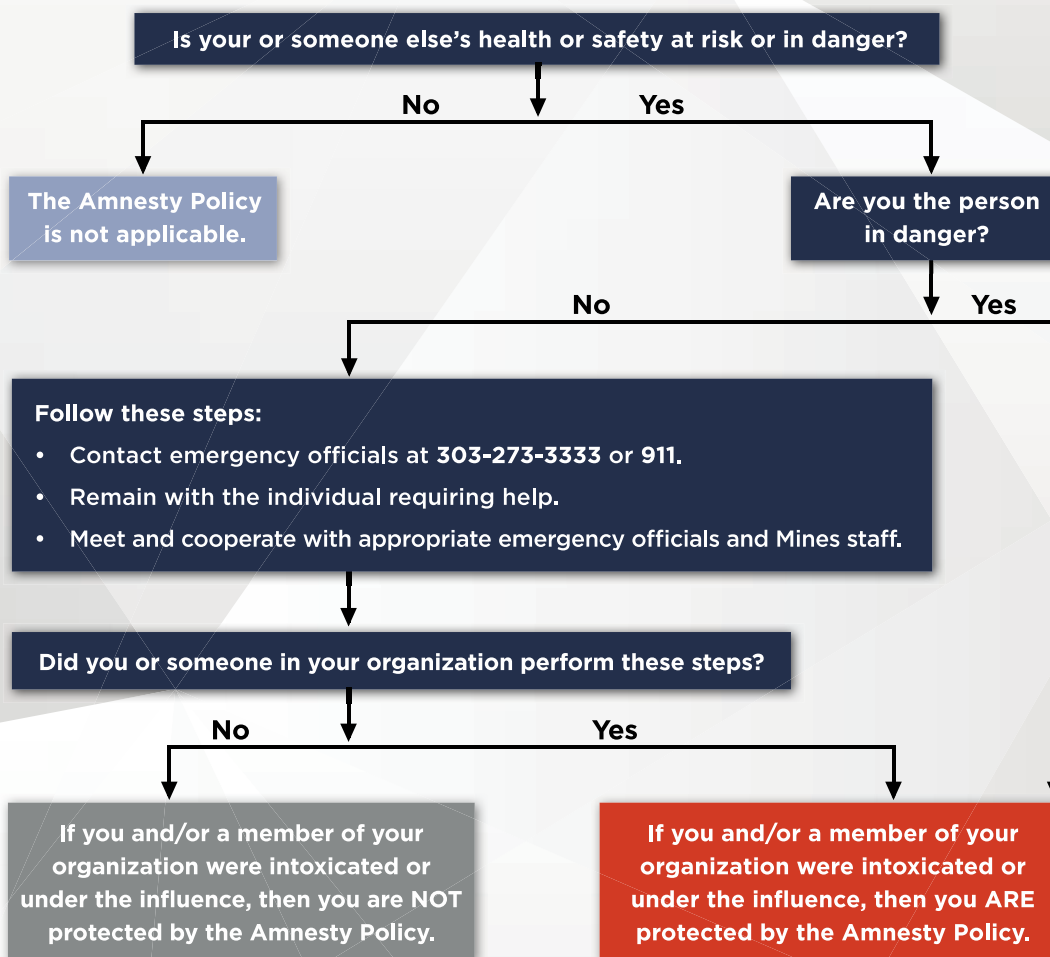 Is your or someone else's health or safety at risk or in danger?
No
Yes
The Amnesty Policy
is not applicable.
Are you the person
in danger?
No
Yes
Follow these steps:
• Contact emergency officials at 303-273-3333 or 911.
• Remain with the individual requiring help.
• Meet and cooperate with appropriate emergency officials and Mines staff.
Did you or someone in your organization perform these steps?
No
Yes
If you and/or a member of your
organization were intoxicated or
under the influence, then you are NOT
protected by the Amnesty Policy.
If you and/or a member of your
organization were intoxicated or
under the influence, then you ARE
protected by the Amnesty Policy.